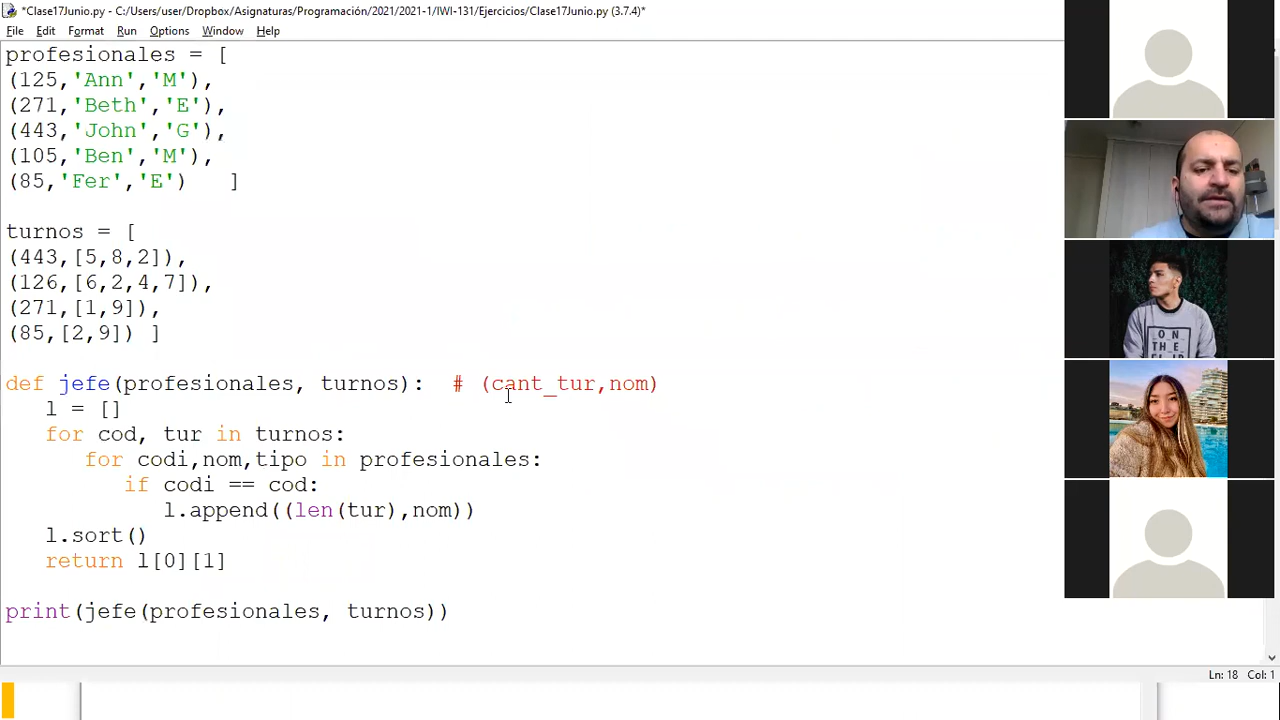 *Clase17Junio.py - C:/Users/user/Dropbox/Asignaturas/Programación/2021/2021-1/IWI-131/Ejercicios/Clase17Junio.py (3.7.4)*
File Edit Format Run Options Window Help
profesionales = [
(125,'Ann','M'),
(271,'Beth','E'),
(443,'John','G'),
(105,'Ben','M'),
(85,'Fer','E') ]
turnos = [
(443,[5,8,2]),
(126,[6,2,4,7]),
(271,[1,9]),
(85,[2,9]) ]
def jefe(profesionales, turnos): # (cant_tur,nom)
l = []
for cod, tur in turnos:
for codi,nom,tipo in profesionales:
if codi == cod:
l.append((len(tur),nom))
l.sort()
return l[0][1]
print(jefe(profesionales, turnos))
ON
THE
Ln: 18 Col: 1